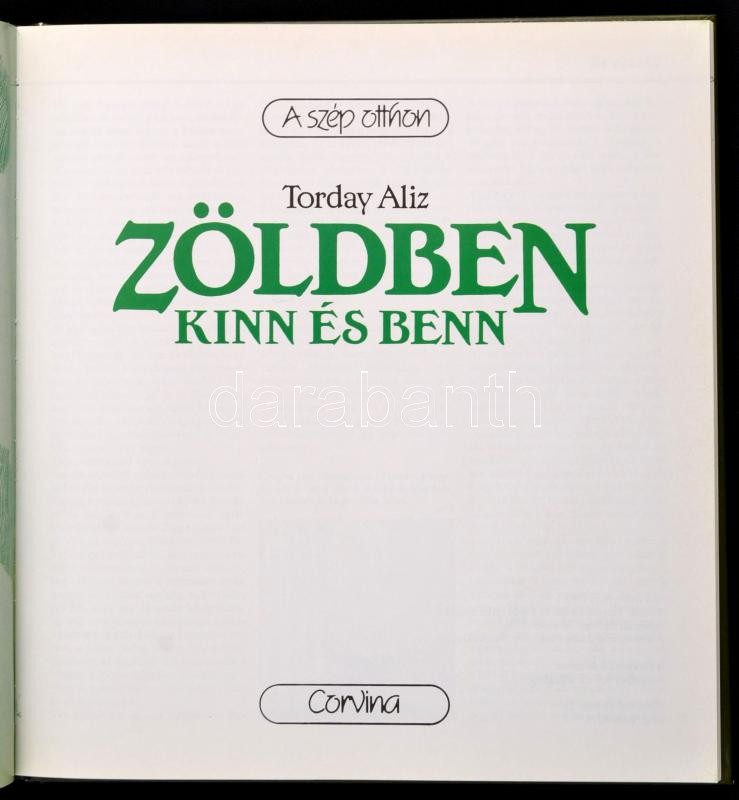 A szép otthon
Torday Aliz
ZÖLDBEN
KINN ÉS BENN
darabanth
Corvina